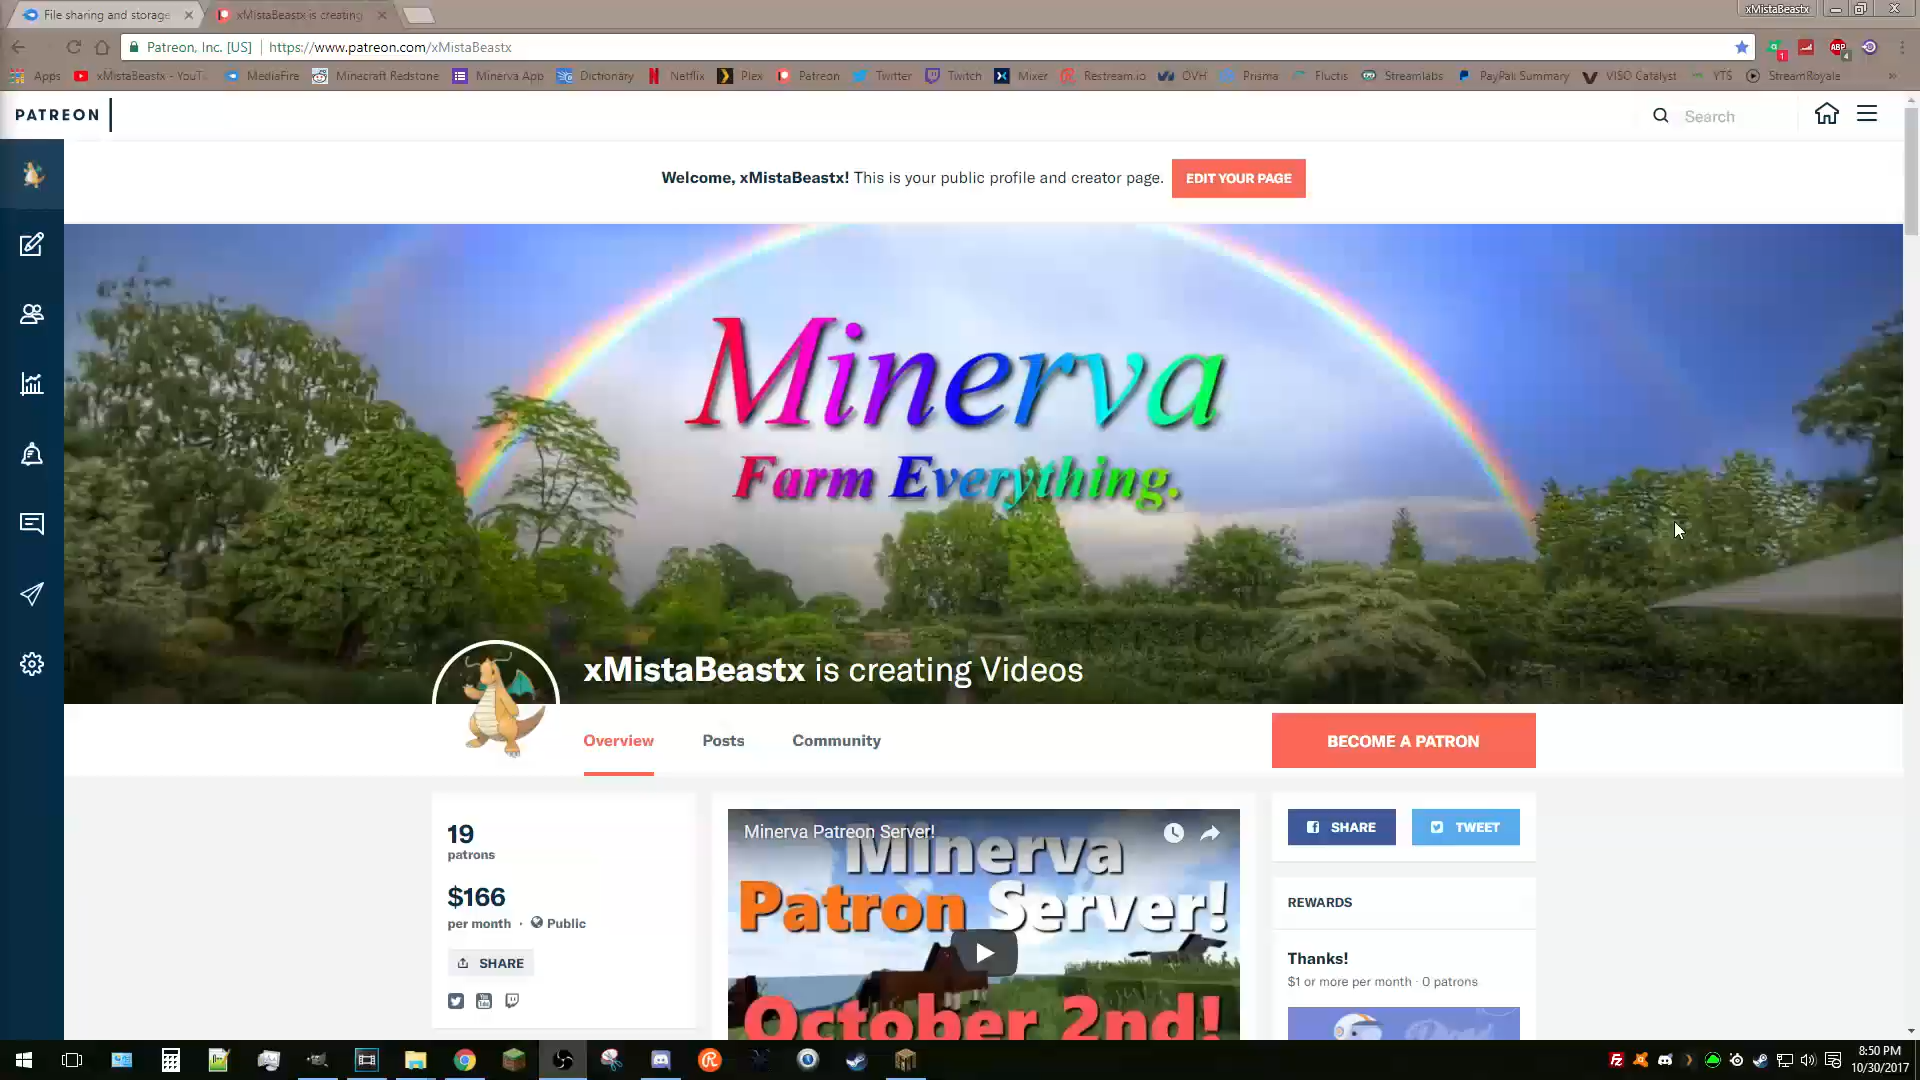 File sharing and storage
xMistaBeastx is creating
xMistaBeastx
Patreon, Inc. [US]
https://www.patreon.com/xMistaBeastx
ABP
1
4
Apps
xMistaBeastx - YouT
MediaFire
Minecraft Redstone
Minerva App
Dictionary
Netflix
Plex
Patreon
Twitter
Twitch
Mixer
Restream.io
OVH
Prisma
Fluctis
Streamlabs
PayPal: Summary
VISO Catalyst
YTS
StreamRoyale
PATREON
Search
Welcome, xMistaBeastx! This is your public profile and creator page.
EDIT YOUR PAGE
Minerva
Farm Everything.
xMistaBeastx is creating Videos
Overview
Posts
Community
BECOME A PATRON
19
patrons
$166
per month · Public
SHARE
Minerva Patreon Server!
Minerva
Patron Server!
October 2nd!
SHARE
TWEET
REWARDS
Thanks!
$1 or more per month · 0 patrons
8:50 PM
10/30/2017